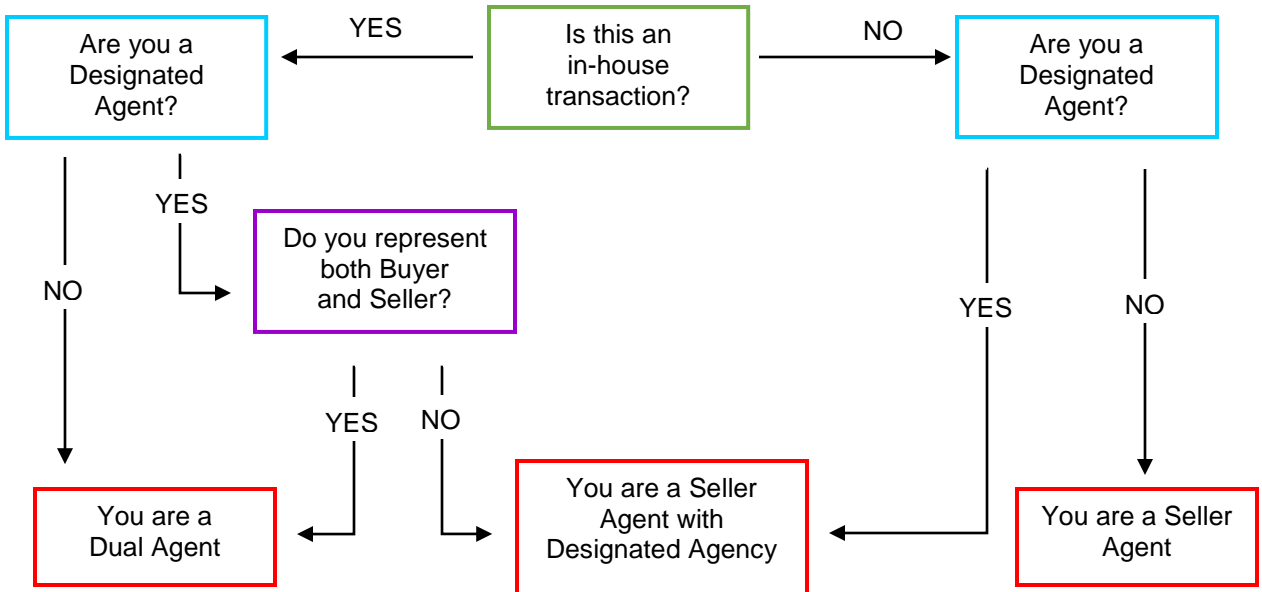 Are you a
Designated
Agent?
YES
Is this an
in-house
transaction?
NO
Are you a
Designated
Agent?
YES
NO
Do you represent
both Buyer
and Seller?
YES
NO
YES
NO
You are a
Dual Agent
You are a Seller
Agent with
Designated Agency
You are a Seller
Agent